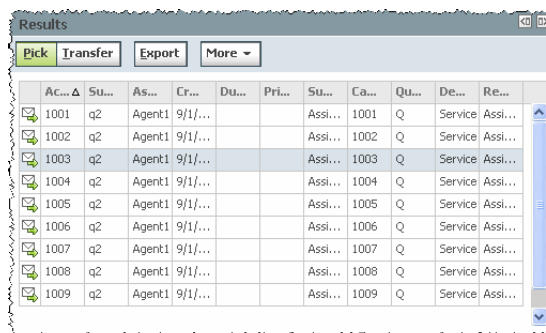 Results
Pick Transfer Export More
Ac... Su... As... Cr... Du... Pri... Su... Ca... Qu... De... Re...
1001 q2 Agent1 9/1/... Assi... 1001 Q Service Assi...
1002 q2 Agent1 9/1/... Assi... 1002 Q Service Assi...
1003 q2 Agent1 9/1/... Assi... 1003 Q Service Assi...
1004 q2 Agent1 9/1/... Assi... 1004 Q Service Assi...
1005 q2 Agent1 9/1/... Assi... 1005 Q Service Assi...
1006 q2 Agent1 9/1/... Assi... 1006 Q Service Assi...
1007 q2 Agent1 9/1/... Assi... 1007 Q Service Assi...
1008 q2 Agent1 9/1/... Assi... 1008 Q Service Assi...
1009 q2 Agent1 9/1/... Assi... 1009 Q Service Assi...